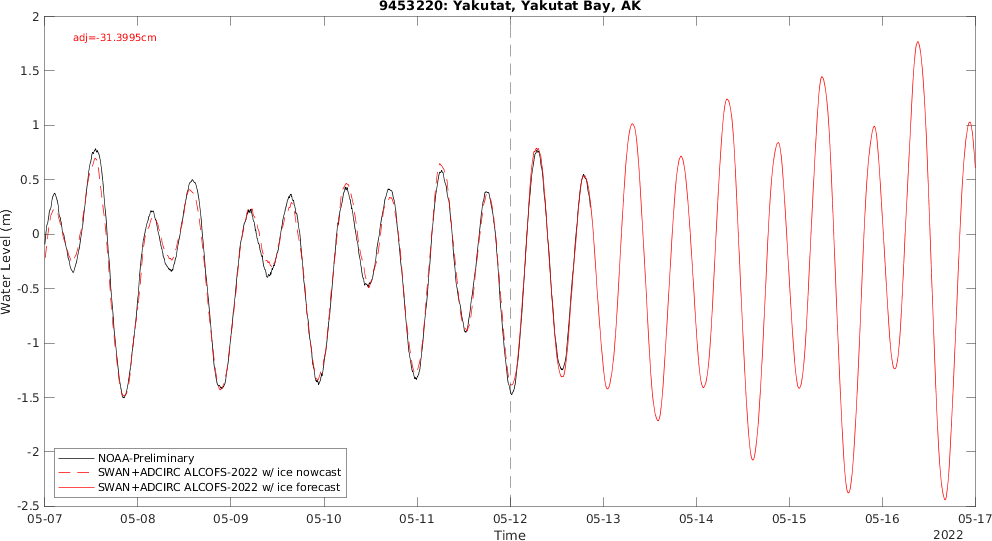 9453220: Yakutat, Yakutat Bay, AK
adj=-31.3995cm
2
1.5
1
0.5
0
-0.5
-1
-1.5
-2
-2.5
Water Level (m)
NOAA-Preliminary
SWAN+ADCIRC ALCOFS-2022 w/ ice nowcast
SWAN+ADCIRC ALCOFS-2022 w/ ice forecast
05-07 05-08 05-09 05-10 05-11 05-12 05-13 05-14 05-15 05-16 05-17
Time
2022